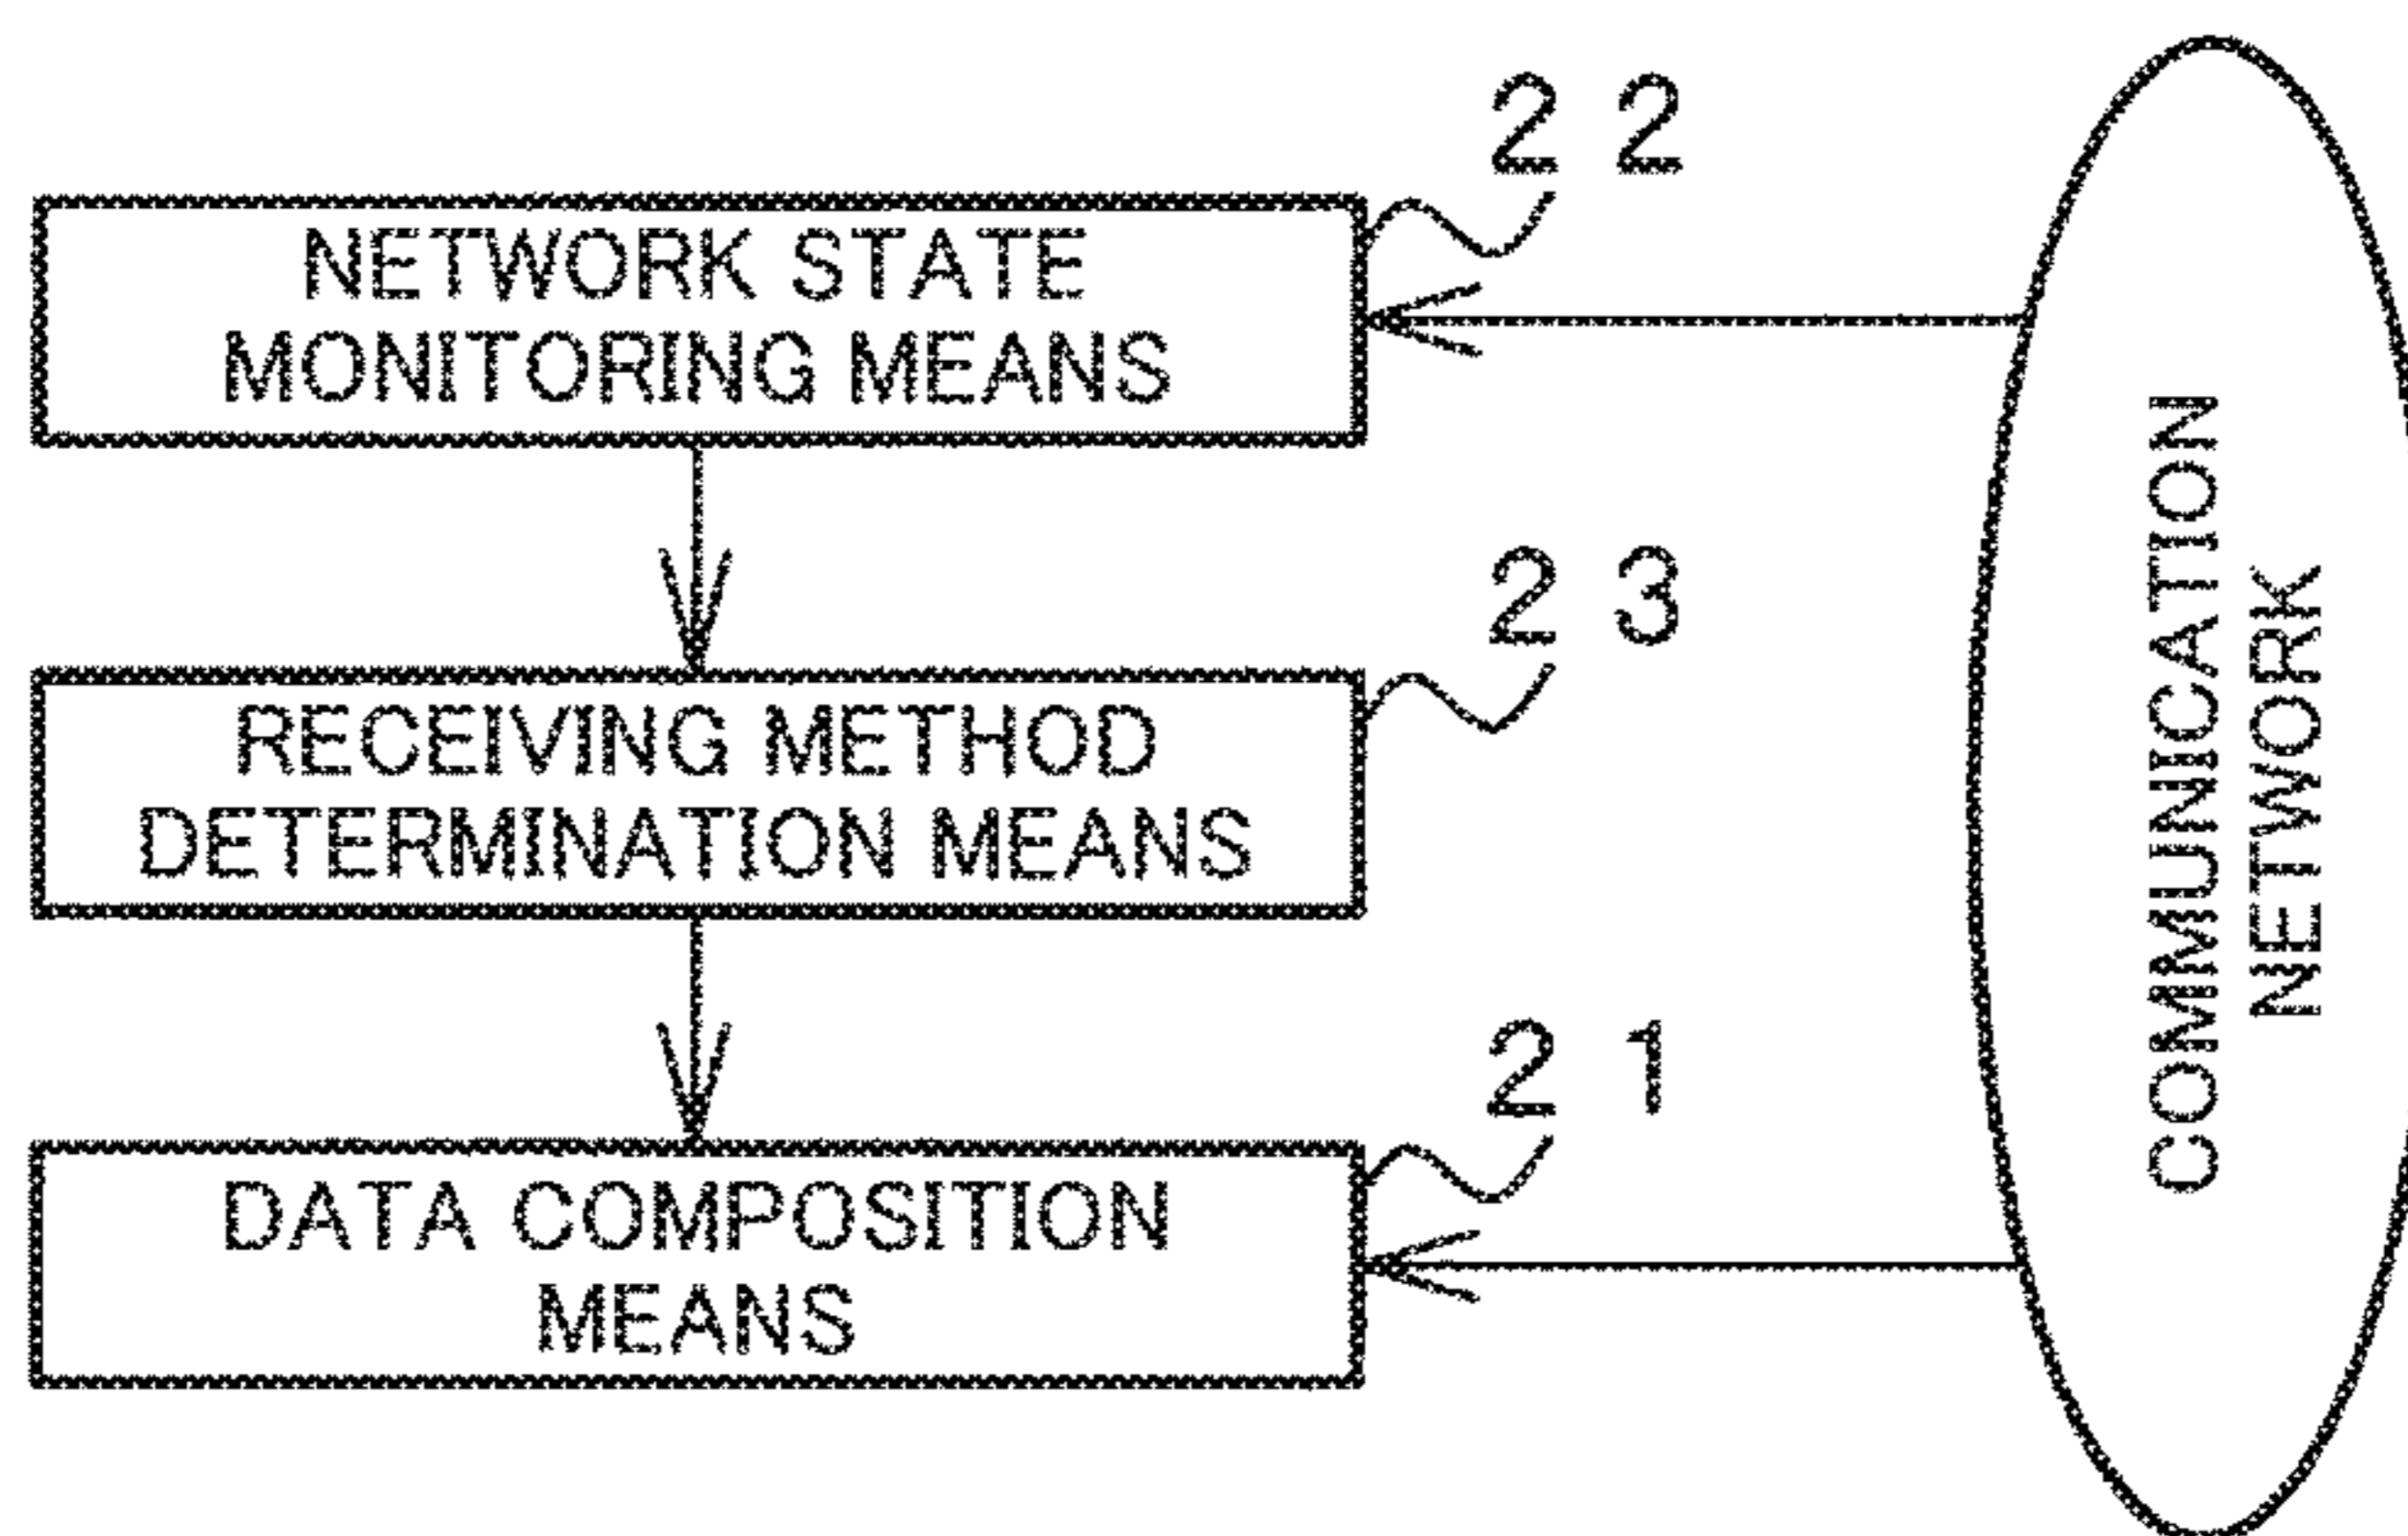 22
NETWORK STATE
MONITORING MEANS
23
RECEIVING METHOD
DETERMINATION MEANS
21
DATA COMPOSITION
MEANS
COMMUNICATION
NETWORK